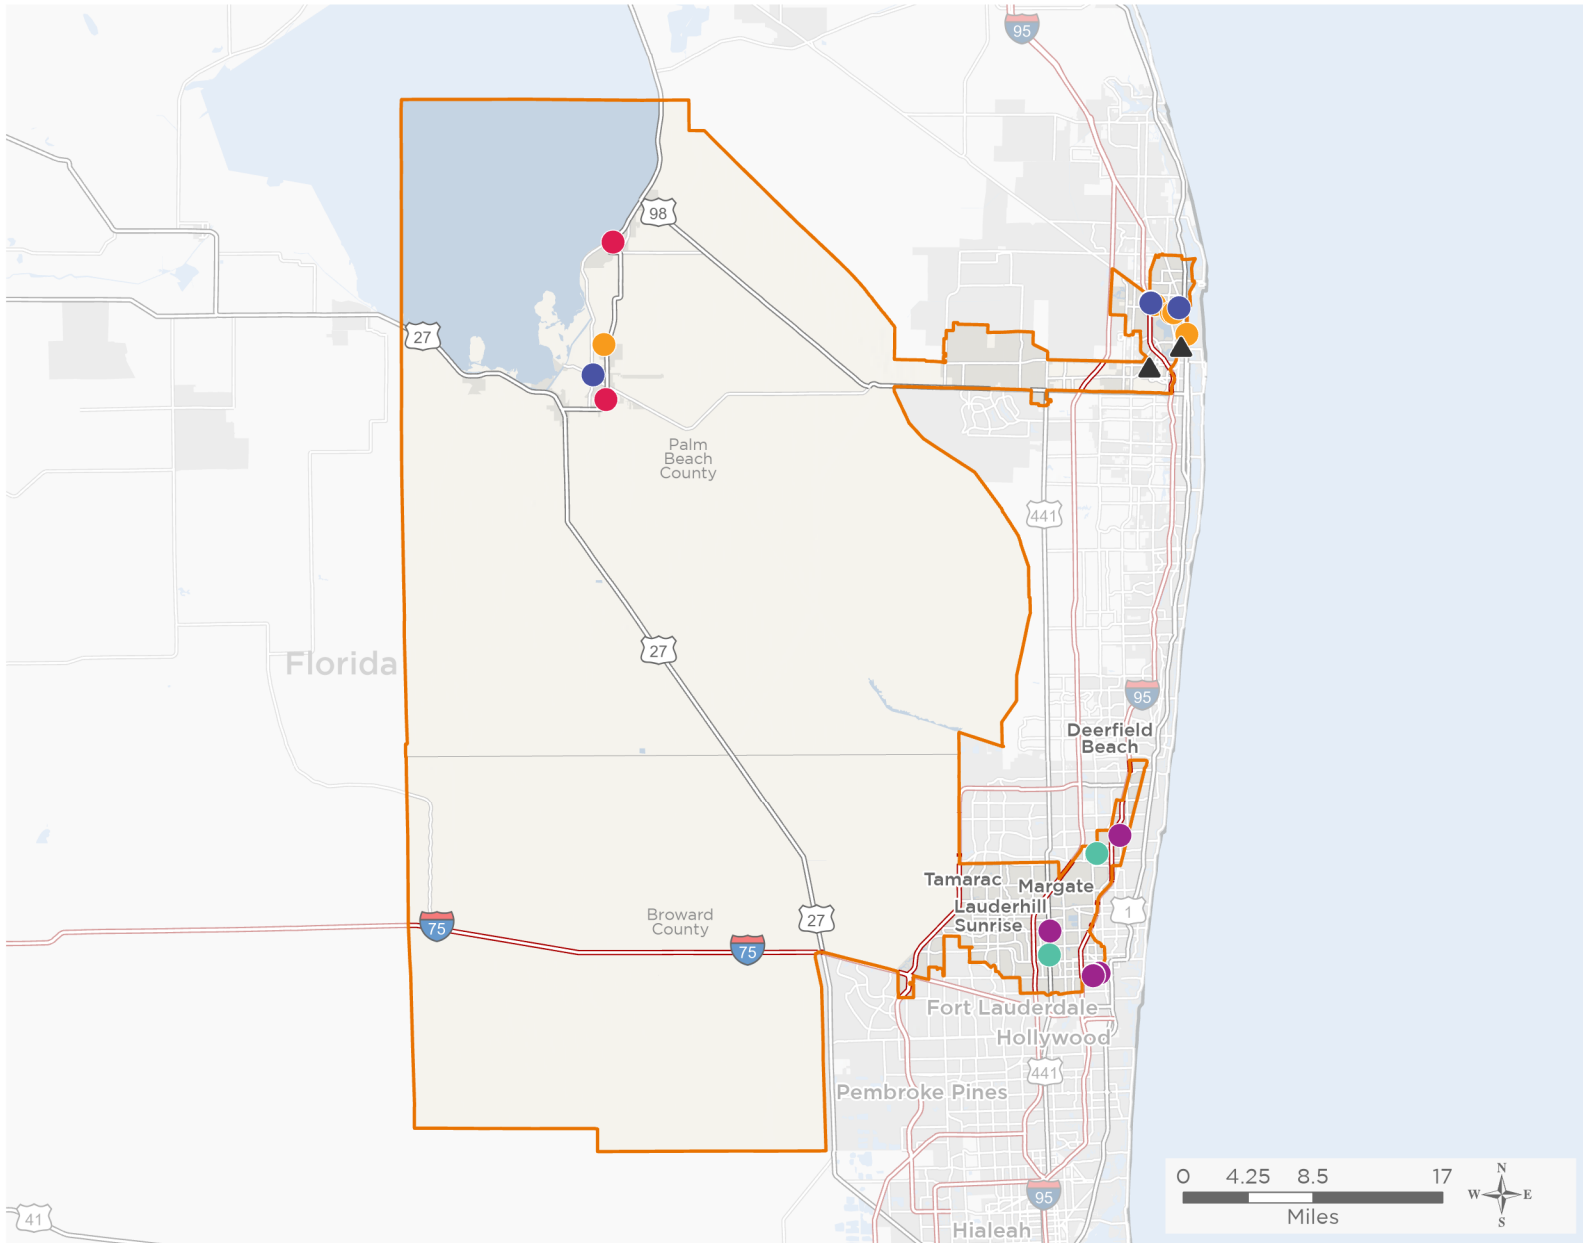 95
98
27
Palm
Beach
County
441
Florida
27
95
Deerfield
Beach
Tamarac
Margate
Lauderhill
Sunrise
1
Broward
County
27
75
75
Fort Lauderdale
Hollywood
441
Pembroke Pines
95
41
Hialeah
0 4.25 8.5 17
Miles
N
W E
S